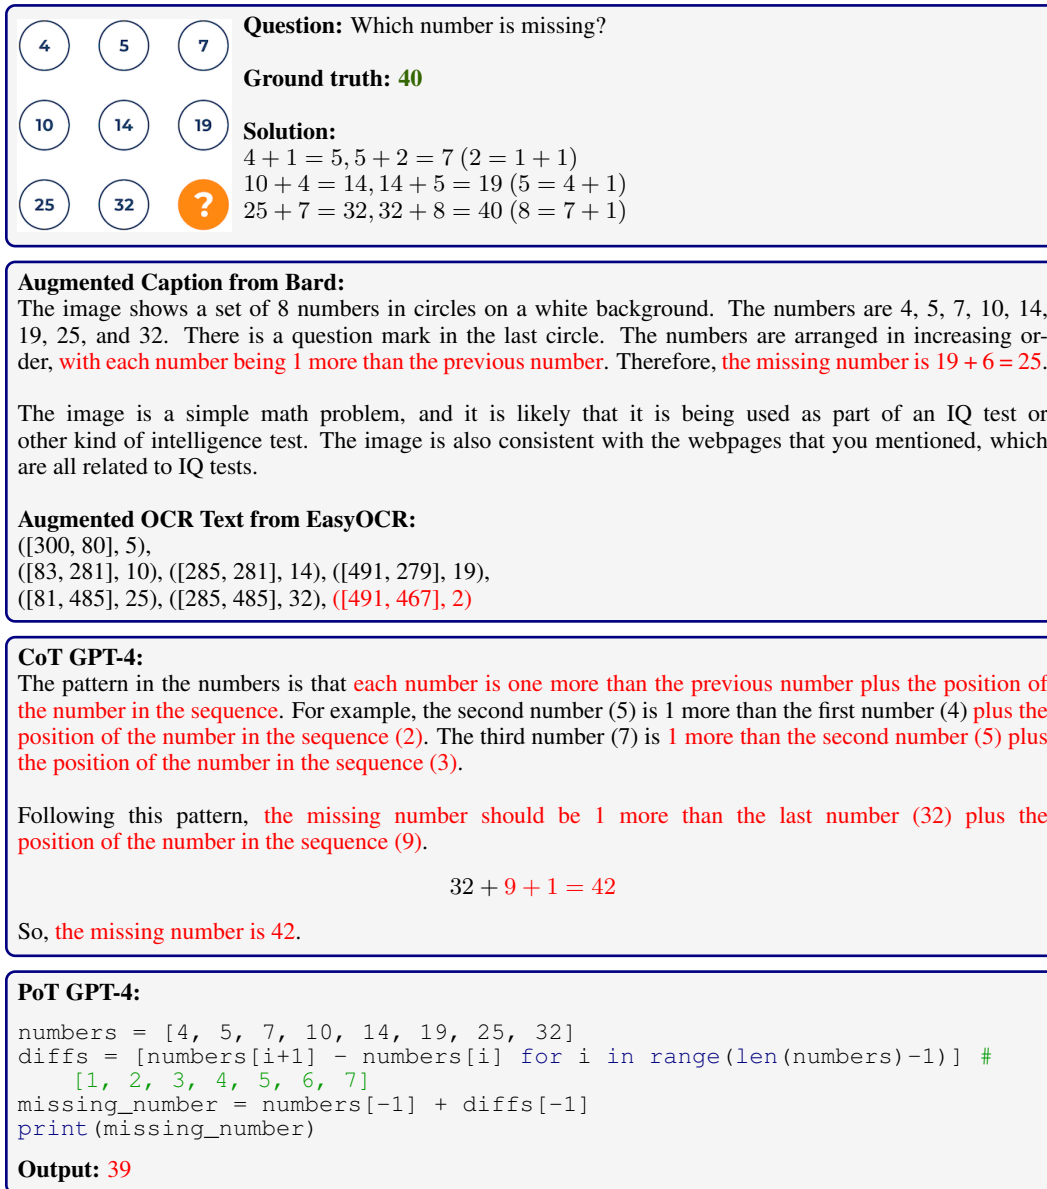 4 5 7
Question: Which number is missing?
Ground truth: 40
10 14 19
Solution:
4 + 1 = 5, 5 + 2 = 7 (2 = 1 + 1)
10 + 4 = 14, 14 + 5 = 19 (5 = 4 + 1)
25 32 ?
25 + 7 = 32, 32 + 8 = 40 (8 = 7 + 1)
Augmented Caption from Bard:
The image shows a set of 8 numbers in circles on a white background. The numbers are 4, 5, 7, 10, 14,
19, 25, and 32. There is a question mark in the last circle. The numbers are arranged in increasing or-
der, with each number being 1 more than the previous number. Therefore, the missing number is 19 + 6 = 25.
The image is a simple math problem, and it is likely that it is being used as part of an IQ test or
other kind of intelligence test. The image is also consistent with the webpages that you mentioned, which
are all related to IQ tests.
Augmented OCR Text from EasyOCR:
([300, 80], 5),
([83, 281], 10), ([285, 281], 14), ([491, 279], 19),
([81, 485], 25), ([285, 485], 32), ([491, 467], 2)
CoT GPT-4:
The pattern in the numbers is that each number is one more than the previous number plus the position of
the number in the sequence. For example, the second number (5) is 1 more than the first number (4) plus the
position of the number in the sequence (2). The third number (7) is 1 more than the second number (5) plus
the position of the number in the sequence (3).
Following this pattern, the missing number should be 1 more than the last number (32) plus the
position of the number in the sequence (9).
32 + 9 + 1 = 42
So, the missing number is 42.
PoT GPT-4:
numbers = [4, 5, 7, 10, 14, 19, 25, 32]
diffs = [numbers[i+1] - numbers[i] for i in range(len(numbers)-1)] #
[1, 2, 3, 4, 5, 6, 7]
missing_number = numbers[-1] + diffs[-1]
print(missing_number)
Output: 39